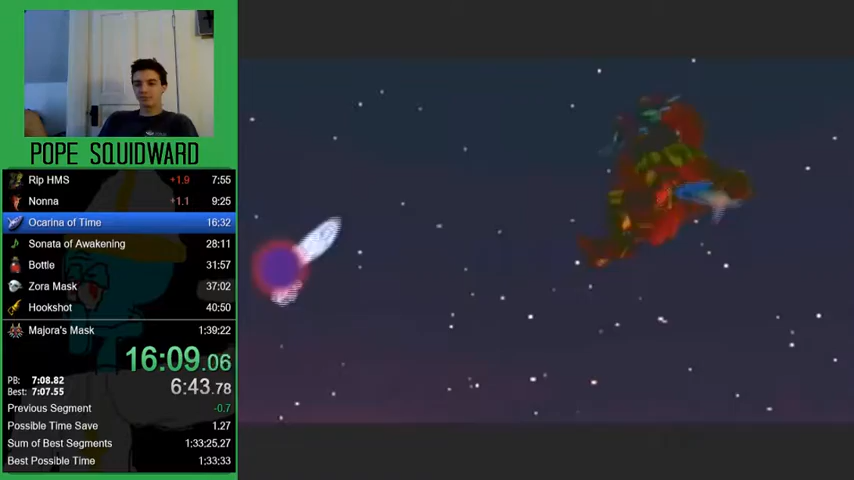 POPE SQUIDWARD
Rip HMS +1.9 7:55
Nonna +1.1 9:25
Ocarina of Time 16:32
Sonata of Awakening 28:11
Bottle 31:57
Zora Mask 37:02
Hookshot 40:50
Majora's Mask 1:39:22
16:09.06
PB: 7:08.82
Best: 7:07.55
6:43.78
Previous Segment -0.7
Possible Time Save 1.27
Sum of Best Segments 1:33:25.27
Best Possible Time 1:33:33